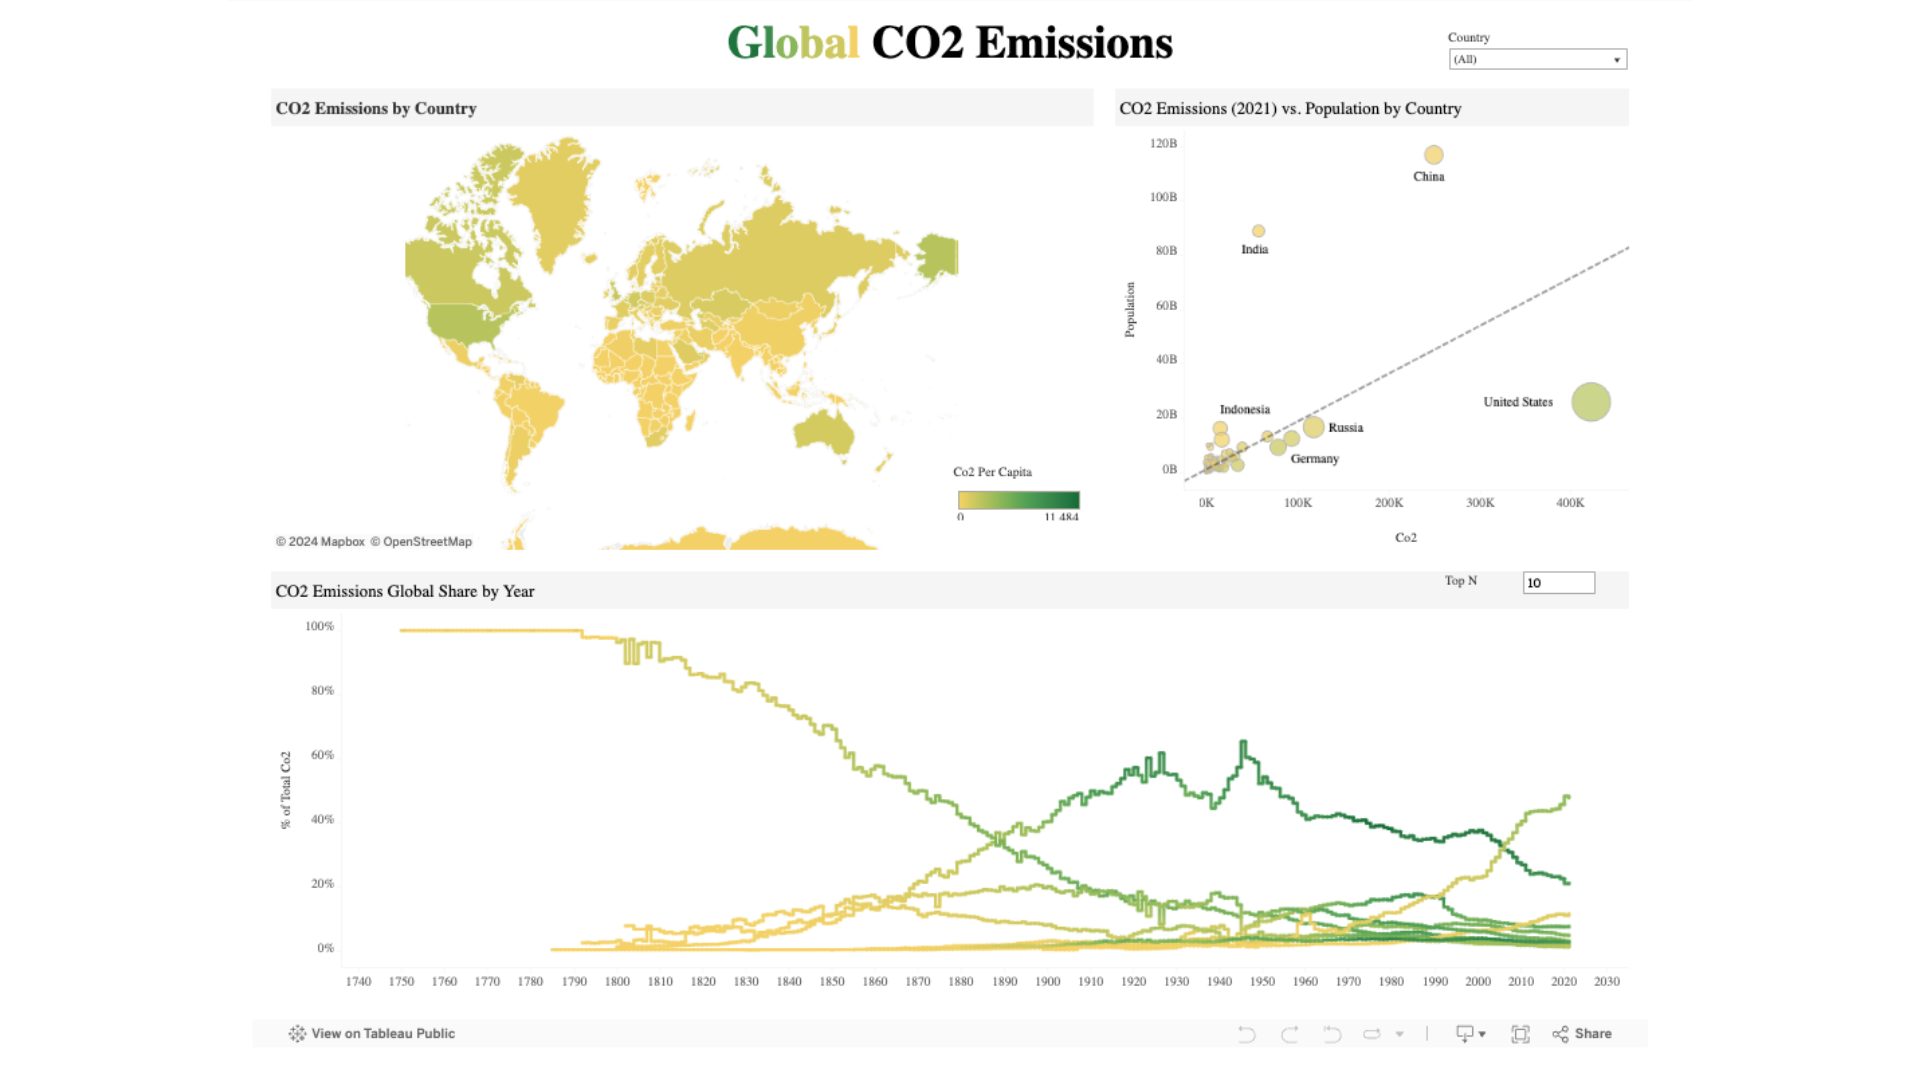 Global CO2 Emissions
Country
(All)
CO2 Emissions by Country
Co2 Per Capita
0 11,484
© 2024 Mapbox © OpenStreetMap
CO2 Emissions (2021) vs. Population by Country
120B
100B
80B
60B
40B
20B
0B
Population
China
India
Indonesia
United States
Russia
Germany
0K 100K 200K 300K 400K
Co2
CO2 Emissions Global Share by Year
Top N
10
100%
80%
60%
40%
20%
0%
% of Total Co2
1740 1750 1760 1770 1780 1790 1800 1810 1820 1830 1840 1850 1860 1870 1880 1890 1900 1910 1920 1930 1940 1950 1960 1970 1980 1990 2000 2010 2020 2030
View on Tableau Public
Share